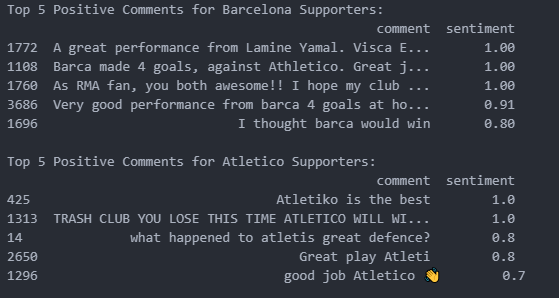 Top 5 Positive Comments for Barcelona Supporters:
comment sentiment
1772 A great performance from Lamine Yamal. Visca E... 1.00
1108 Barca made 4 goals, against Athletico. Great j... 1.00
1760 As RMA fan, you both awesome!! I hope my club ... 1.00
3686 Very good performance from barca 4 goals at ho... 0.91
1696 I thought barca would win 0.80
Top 5 Positive Comments for Atletico Supporters:
comment sentiment
425 Atletiko is the best 1.0
1313 TRASH CLUB YOU LOSE THIS TIME ATLETICO WILL WI... 1.0
14 what happened to atletis great defence? 0.8
2650 Great play Atleti 0.8
1296 good job Atletico 👏 0.7